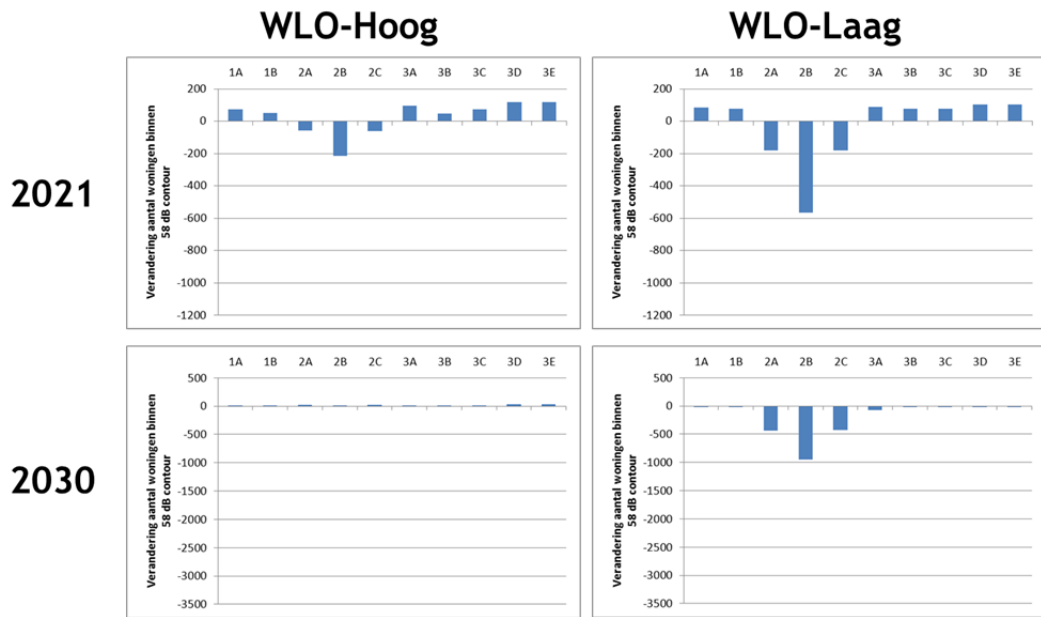 WLO-Hoog
WLO-Laag
2021
1A 1B 2A 2B 2C 3A 3B 3C 3D 3E
200
0
-200
-400
-600
-800
-1000
-1200
Verandering aantal woningen binnen
58 dB contour
1A 1B 2A 2B 2C 3A 3B 3C 3D 3E
200
0
-200
-400
-600
-800
-1000
-1200
Verandering aantal woningen binnen
58 dB contour
2030
1A 1B 2A 2B 2C 3A 3B 3C 3D 3E
500
0
-500
-1000
-1500
-2000
-2500
-3000
-3500
Verandering aantal woningen binnen
58 dB contour
1A 1B 2A 2B 2C 3A 3B 3C 3D 3E
500
0
-500
-1000
-1500
-2000
-2500
-3000
-3500
Verandering aantal woningen binnen
58 dB contour